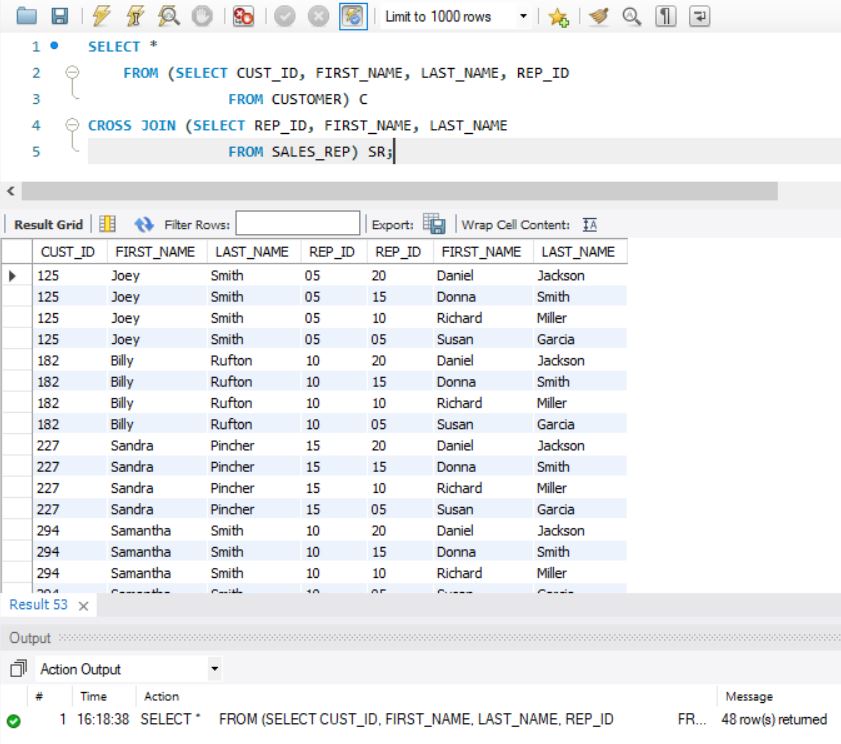 Limit to 1000 rows
1 SELECT *
2 FROM (SELECT CUST_ID, FIRST_NAME, LAST_NAME, REP_ID
3 FROM CUSTOMER) C
4 CROSS JOIN (SELECT REP_ID, FIRST_NAME, LAST_NAME
5 FROM SALES_REP) SR;
Result Grid Filter Rows: Export: Wrap Cell Content: IA
CUST_ID FIRST_NAME LAST_NAME REP_ID REP_ID FIRST_NAME LAST_NAME
125 Joey Smith 05 20 Daniel Jackson
125 Joey Smith 05 15 Donna Smith
125 Joey Smith 05 10 Richard Miller
125 Joey Smith 05 05 Susan Garcia
182 Billy Rufton 10 20 Daniel Jackson
182 Billy Rufton 10 15 Donna Smith
182 Billy Rufton 10 10 Richard Miller
182 Billy Rufton 10 05 Susan Garcia
227 Sandra Pincher 15 20 Daniel Jackson
227 Sandra Pincher 15 15 Donna Smith
227 Sandra Pincher 15 10 Richard Miller
227 Sandra Pincher 15 05 Susan Garcia
294 Samantha Smith 10 20 Daniel Jackson
294 Samantha Smith 10 15 Donna Smith
294 Samantha Smith 10 10 Richard Miller
294 Samantha Smith 10 05 Susan Garcia
Result 53
Output
Action Output
# Time Action Message
1 16:18:38 SELECT * FROM (SELECT CUST_ID, FIRST_NAME, LAST_NAME, REP_ID FR... 48 row(s) returned